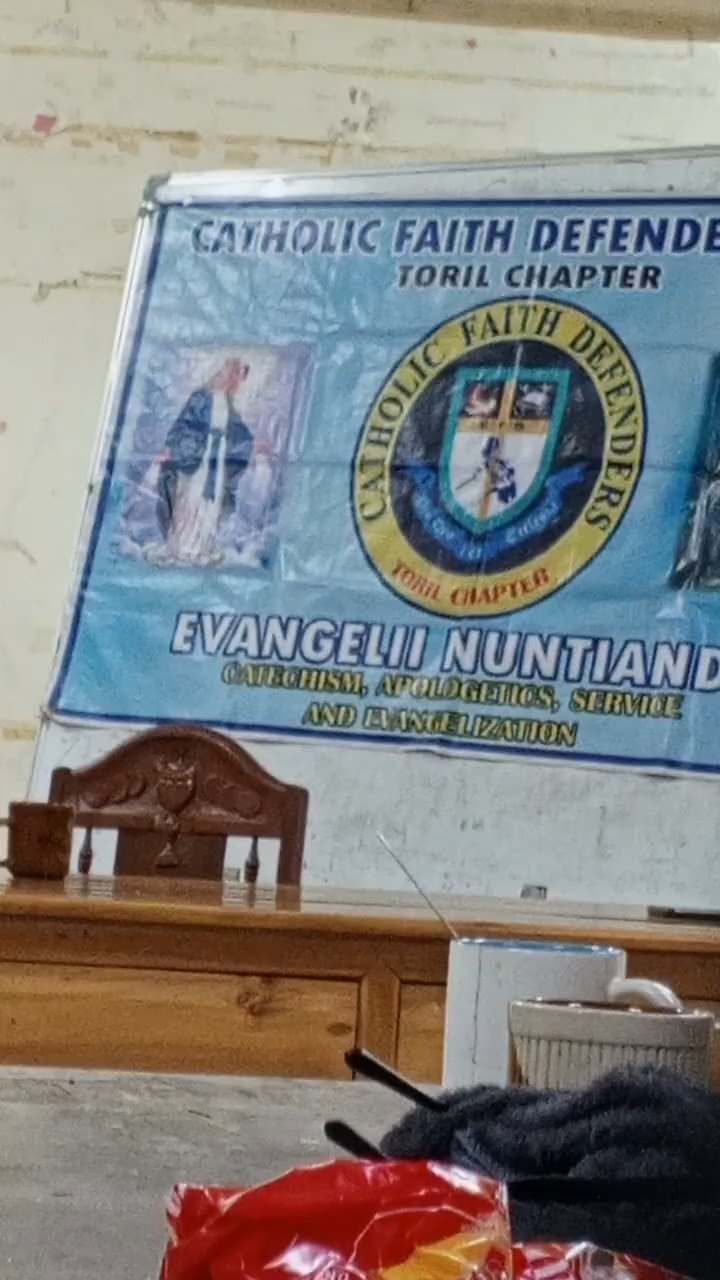 CATHOLIC FAITH DEFENDE
TORIL CHAPTER
CATHOLIC FAITH DEFENDERS
TORIL CHAPTER
EVANGELII NUNTIAND
CATECHISM, APOLOGETICS, SERVICE
AND EVANGELIZATION